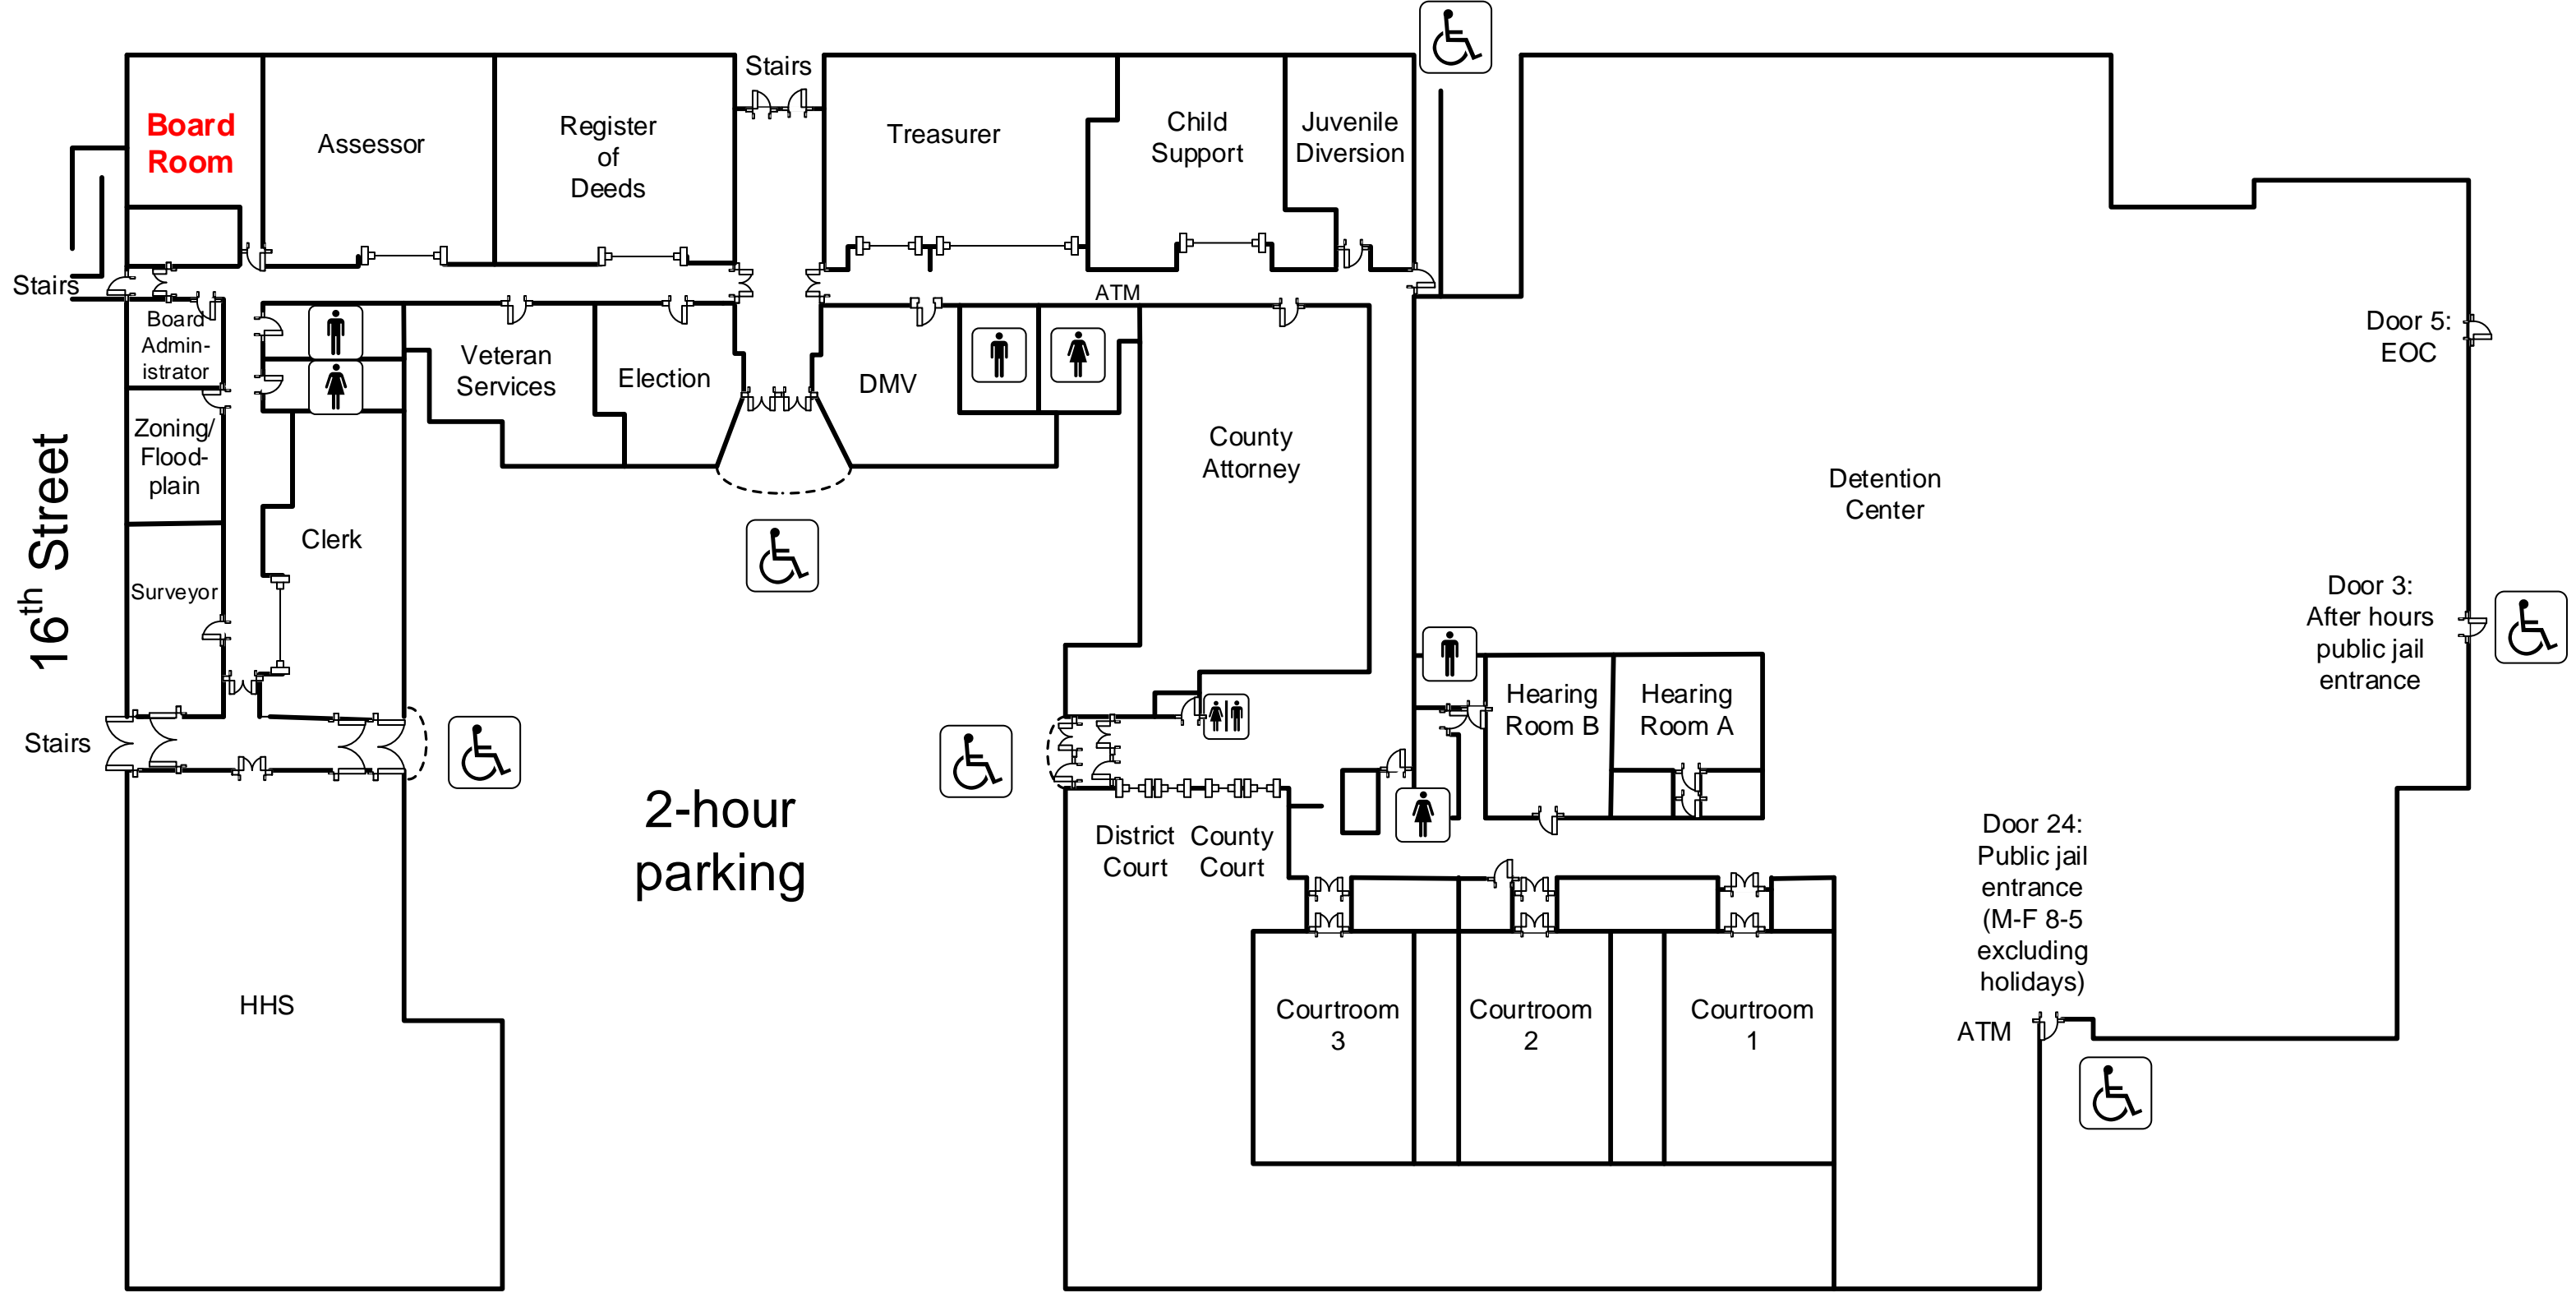 Stairs
Board
Room
Assessor
Register
of
Deeds
Treasurer
Child
Support
Juvenile
Diversion
Stairs
ATM
Board
Admin-
istrator
Veteran
Services
Election
DMV
Zoning/
Flood-
plain
County
Attorney
Clerk
Surveyor
16th Street
Detention
Center
Door 5:
EOC
Door 3:
After hours
public jail
entrance
Hearing
Room B
Hearing
Room A
Stairs
2-hour
parking
District
Court
County
Court
Door 24:
Public jail
entrance
(M-F 8-5
excluding
holidays)
ATM
HHS
Courtroom
3
Courtroom
2
Courtroom
1